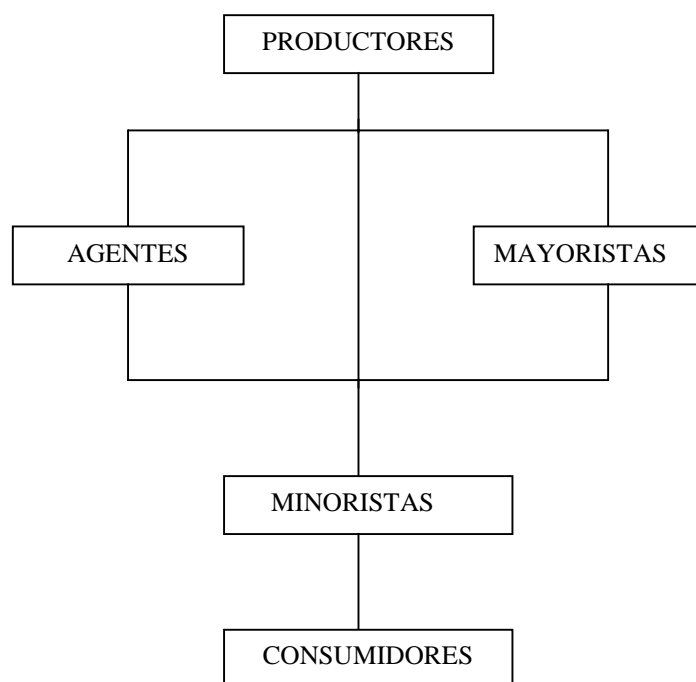 PRODUCTORES
AGENTES
MAYORISTAS
MINORISTAS
CONSUMIDORES